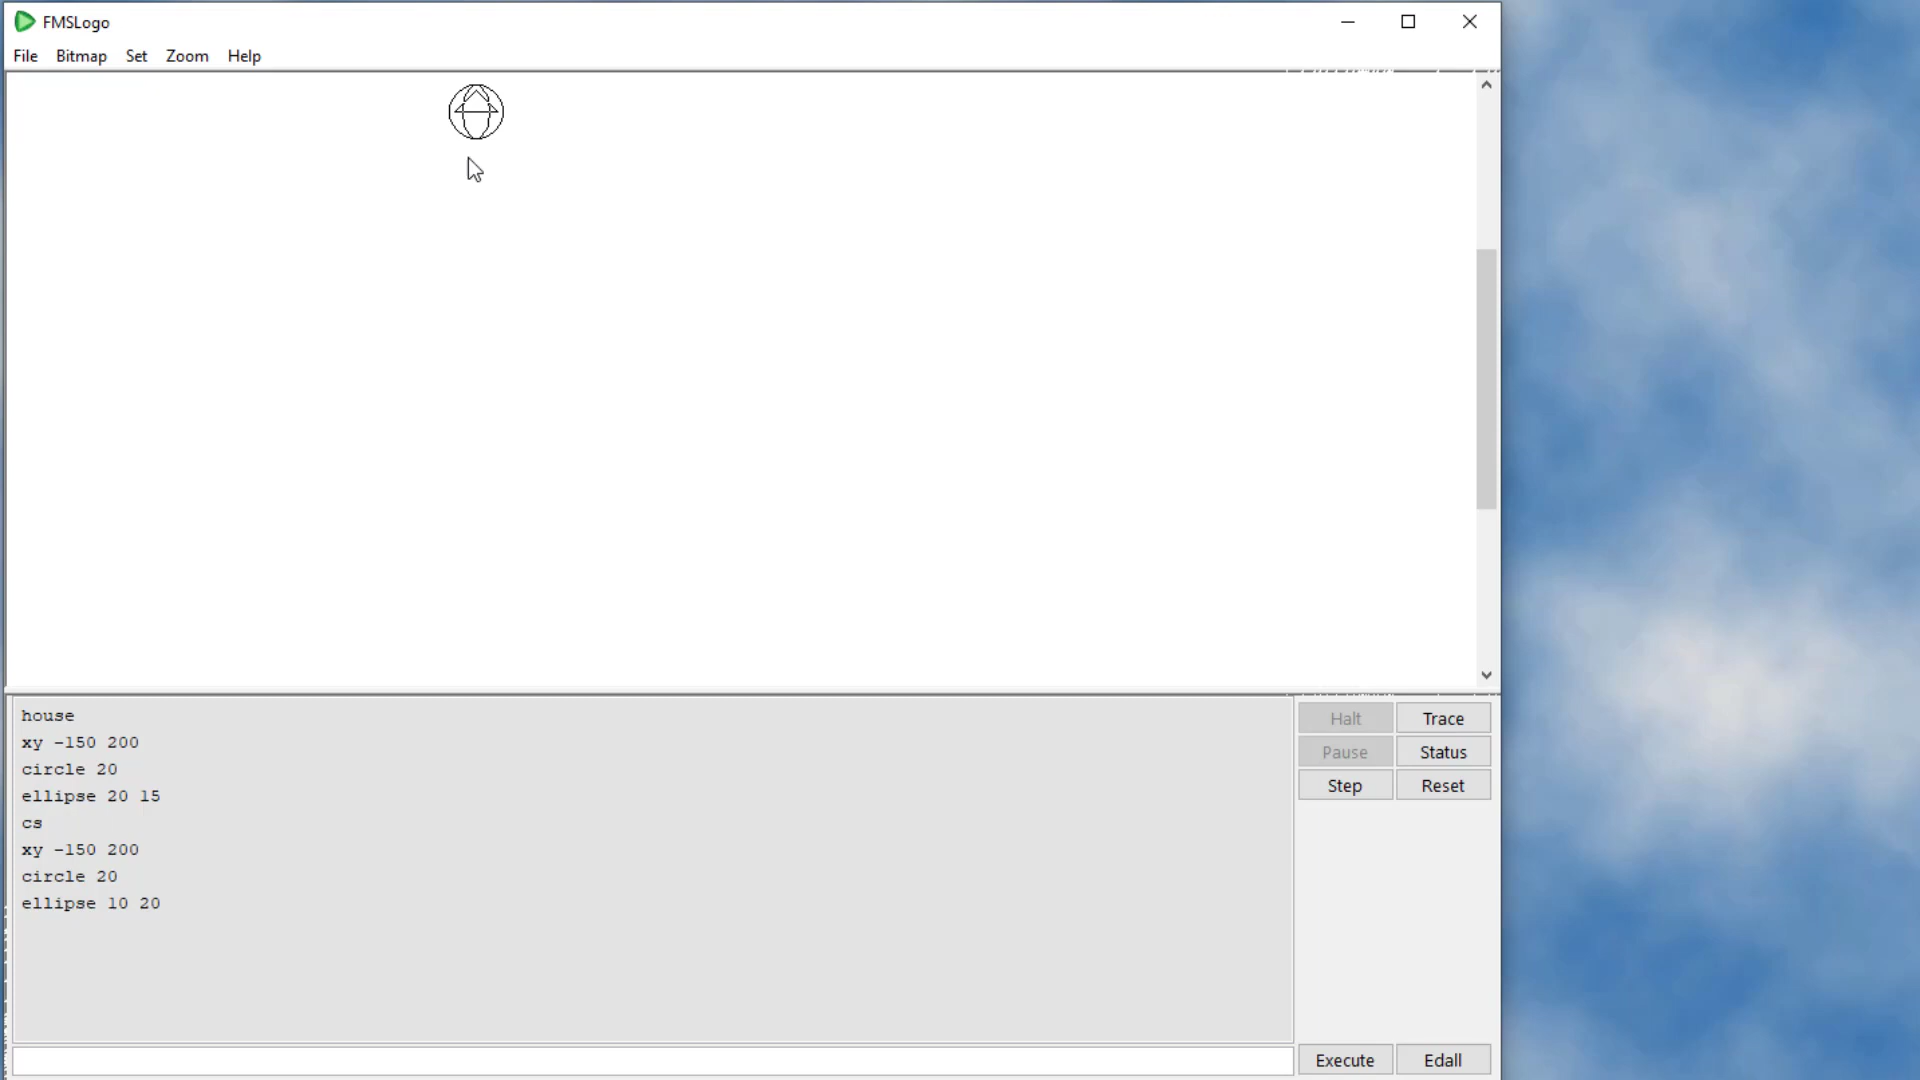 FMSLogo
File Bitmap Set Zoom Help
house
xy -150 200
circle 20
ellipse 20 15
cs
xy -150 200
circle 20
ellipse 10 20
Halt Trace
Pause Status
Step Reset
Execute Edall